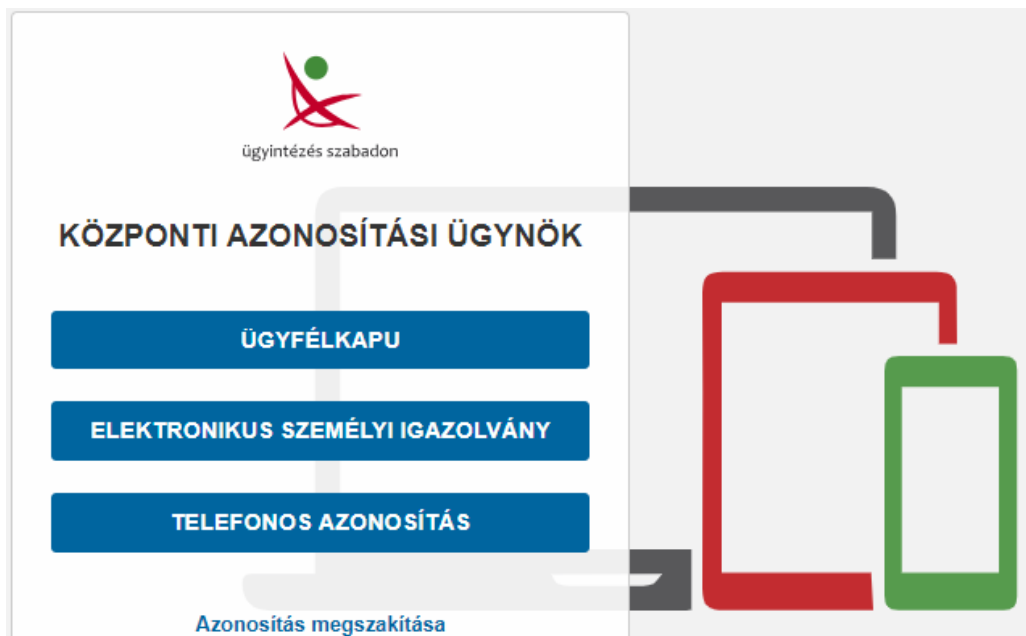 ügyintézés szabadon
KÖZPONTI AZONOSÍTÁSI ÜGYNÖK
ÜGYFÉLKAPU
ELEKTRONIKUS SZEMÉLYI IGAZOLVÁNY
TELEFONOS AZONOSÍTÁS
Azonosítás megszakítása